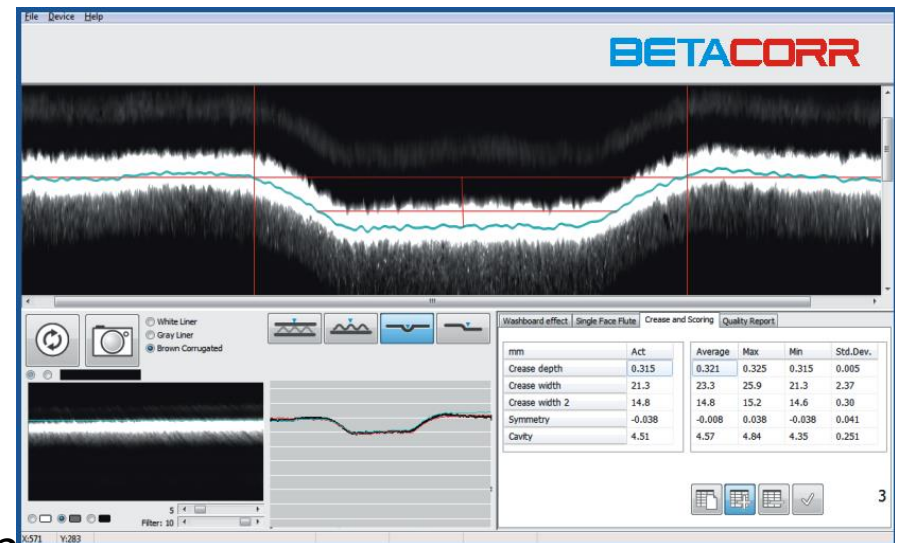 File Device Help
BETACORR
White Liner
Gray Liner
Brown Corrugated
Washboard effect Single Face Flute Crease and Scoring Quality Report
mm Act Average Max Min Std.Dev.
Crease depth 0.315 0.321 0.325 0.315 0.005
Crease width 21.3 23.3 25.9 21.3 2.37
Crease width 2 14.8 14.8 15.2 14.6 0.30
Symmetry -0.038 -0.008 0.038 -0.038 0.041
Cavity 4.51 4.57 4.84 4.35 0.251
3
5
Filter: 10
X:571 Y:283